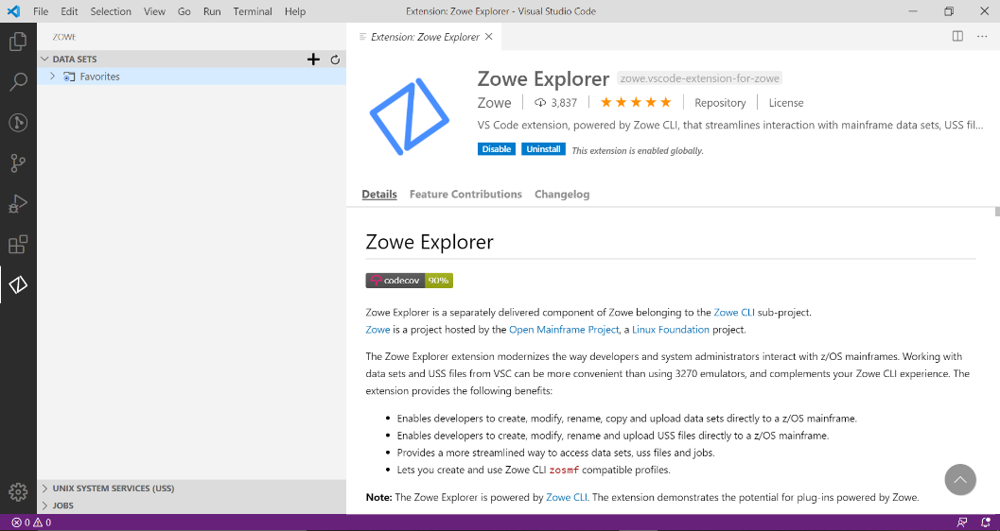 File Edit Selection View Go Run Terminal Help Extension: Zowe Explorer - Visual Studio Code
ZOWE
DATA SETS
Favorites
UNIX SYSTEM SERVICES (USS)
JOBS
Extension: Zowe Explorer
Zowe Explorer zowe.vscode-extension-for-zowe
Zowe 3,837 Repository License
VS Code extension, powered by Zowe CLI, that streamlines interaction with mainframe data sets, USS fil...
Disable Uninstall This extension is enabled globally.
Details Feature Contributions Changelog
Zowe Explorer
codecov 90%
Zowe Explorer is a separately delivered component of Zowe belonging to the Zowe CLI sub-project.
Zowe is a project hosted by the Open Mainframe Project, a Linux Foundation project.
The Zowe Explorer extension modernizes the way developers and system administrators interact with z/OS mainframes. Working with
data sets and USS files from VSC can be more convenient than using 3270 emulators, and complements your Zowe CLI experience. The
extension provides the following benefits:
• Enables developers to create, modify, rename, copy and upload data sets directly to a z/OS mainframe.
• Enables developers to create, modify, rename and upload USS files directly to a z/OS mainframe.
• Provides a more streamlined way to access data sets, uss files and jobs.
• Lets you create and use Zowe CLI zosmf compatible profiles.
Note: The Zowe Explorer is powered by Zowe CLI. The extension demonstrates the potential for plug-ins powered by Zowe.
0 0